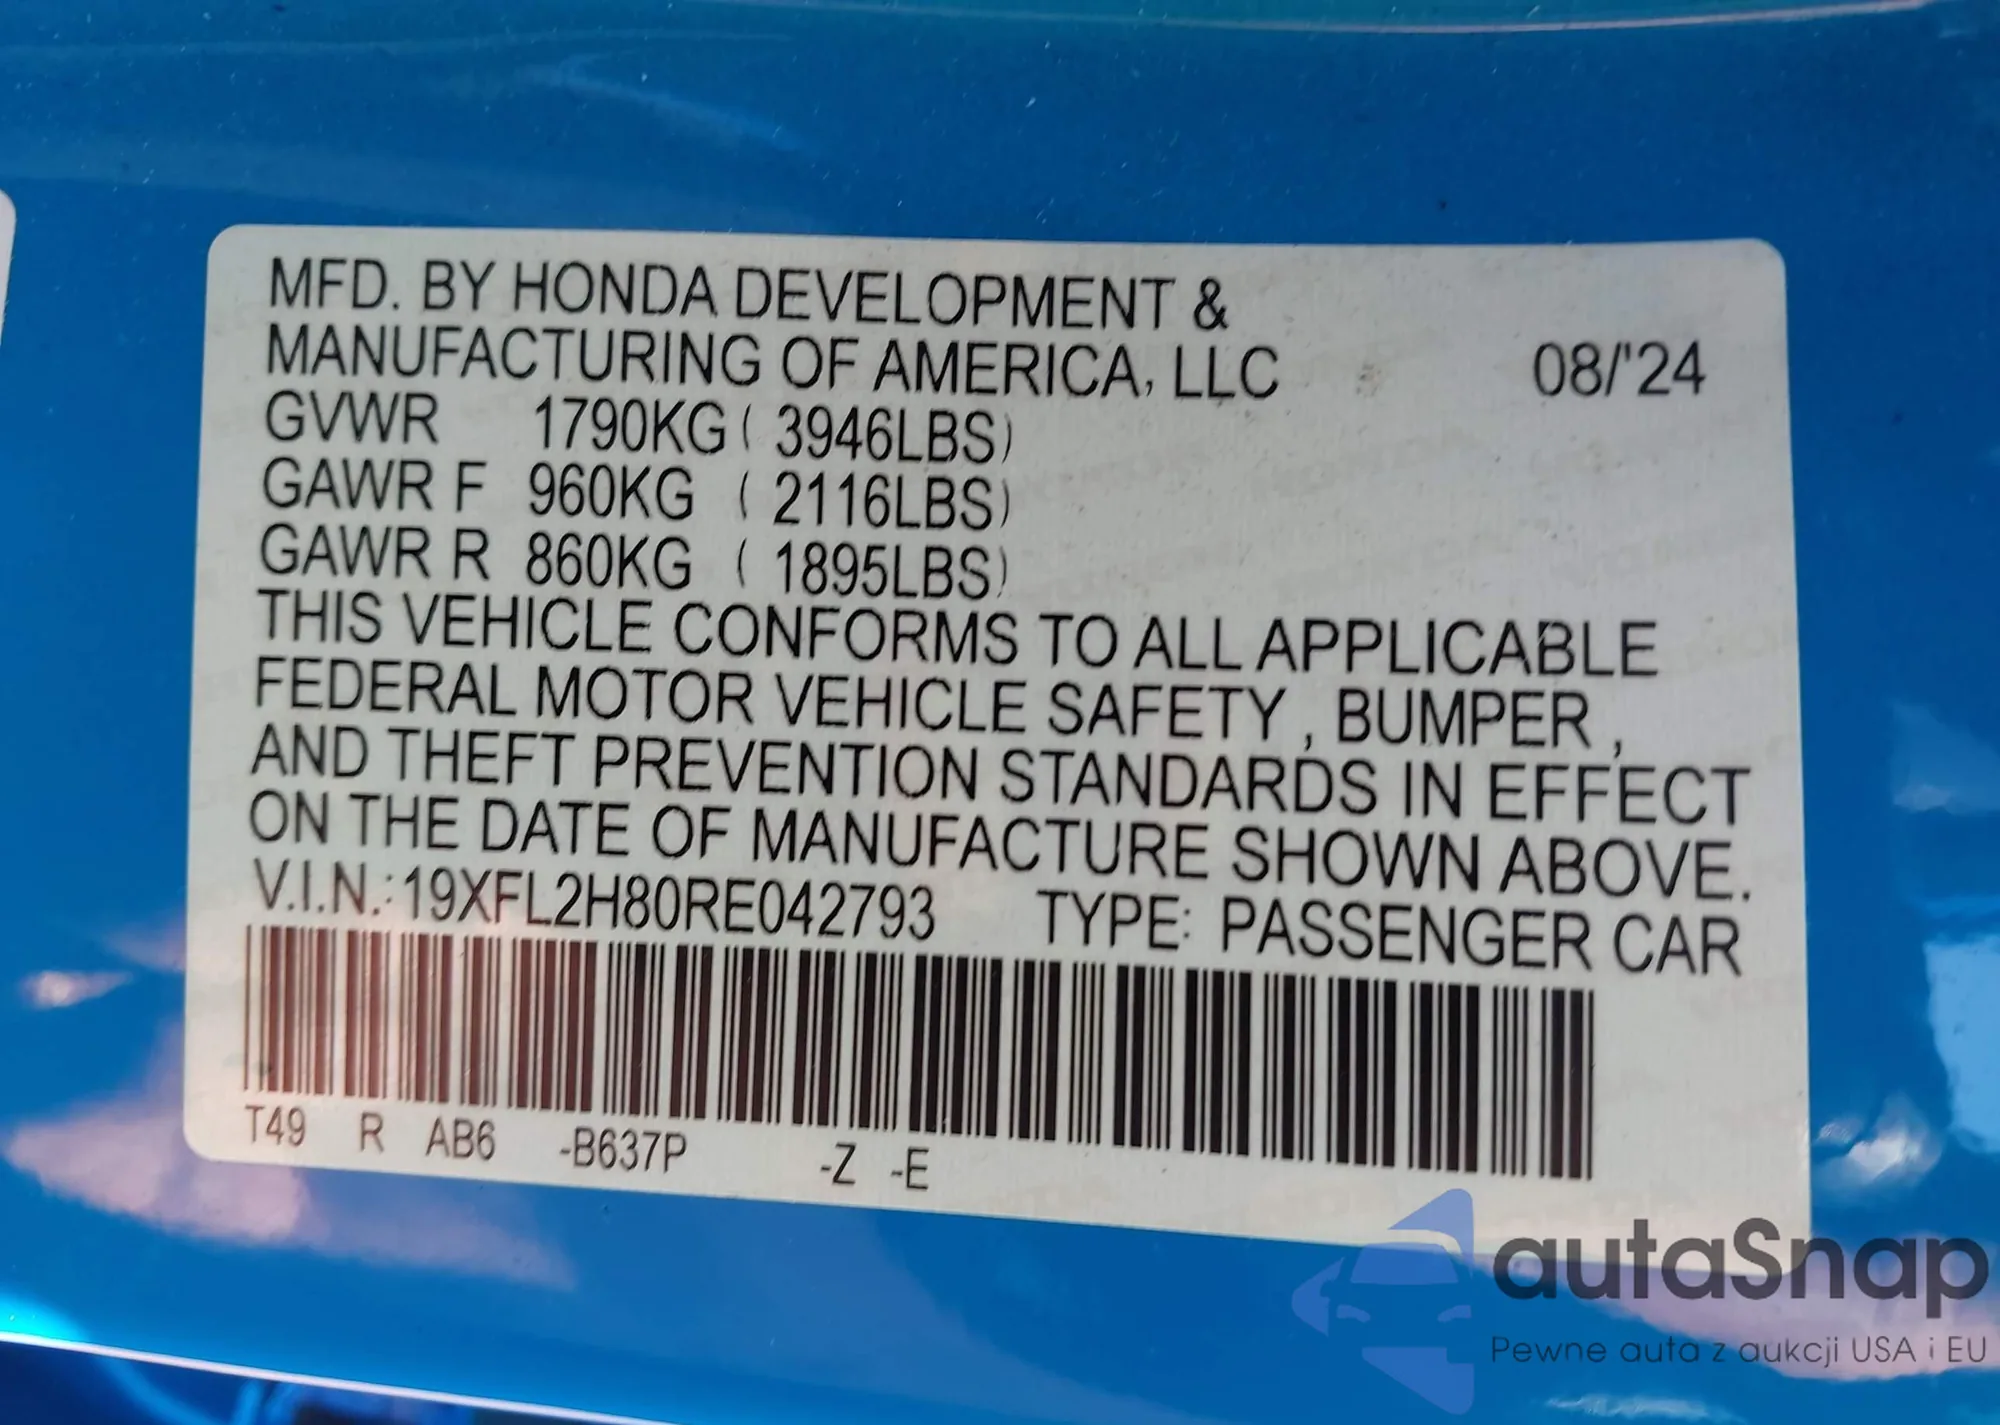 MFD. BY HONDA DEVELOPMENT &
MANUFACTURING OF AMERICA, LLC 08/'24
GVWR 1790KG ( 3946LBS)
GAWR F 960KG ( 2116LBS)
GAWR R 860KG ( 1895LBS)
THIS VEHICLE CONFORMS TO ALL APPLICABLE
FEDERAL MOTOR VEHICLE SAFETY , BUMPER ,
AND THEFT PREVENTION STANDARDS IN EFFECT
ON THE DATE OF MANUFACTURE SHOWN ABOVE.
V.I.N.: 19XFL2H80RE042793 TYPE: PASSENGER CAR
T49 R AB6 -B637P -Z -E
autaSnap
Pewne auta z aukcji USA i EU